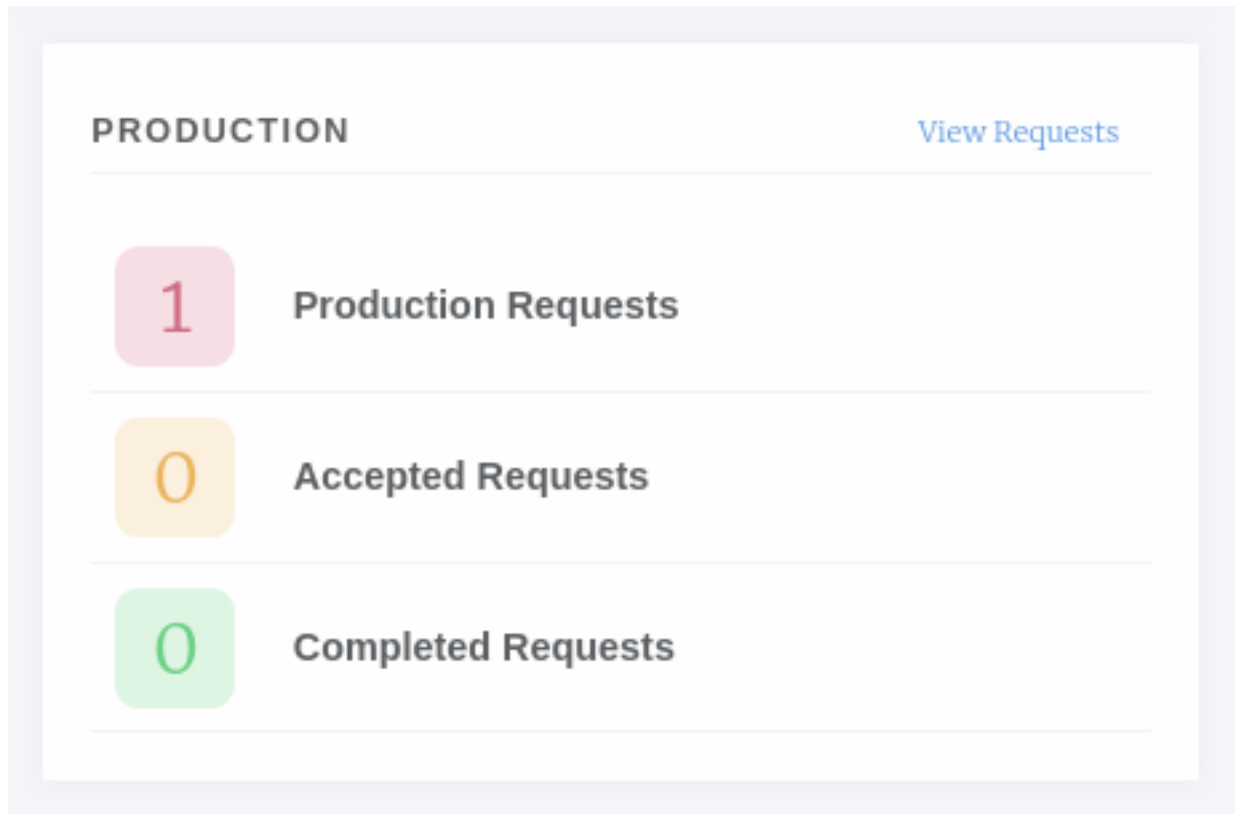 PRODUCTION View Requests
1 Production Requests
0 Accepted Requests
0 Completed Requests